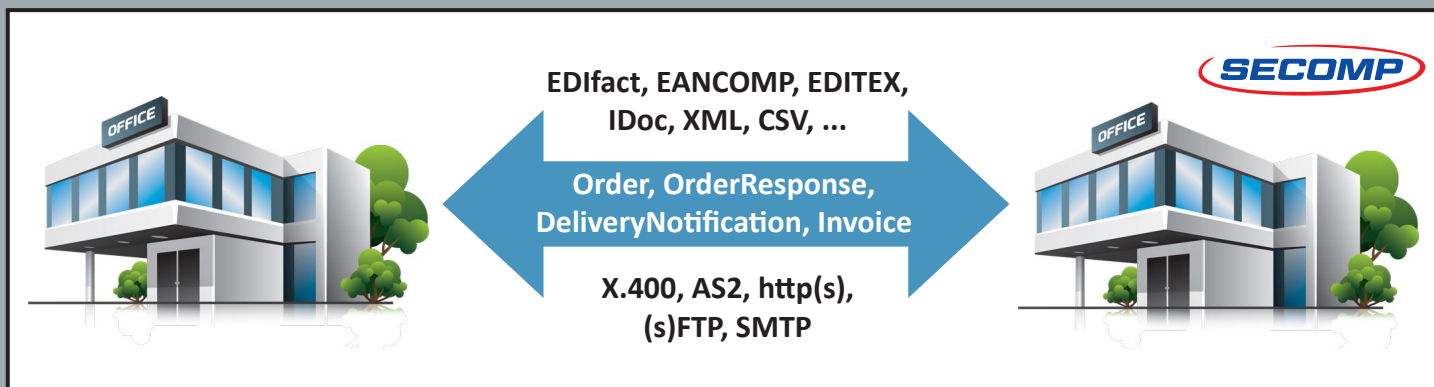 OFFICE
EDIfact, EANCOMP, EDITEX,
IDoc, XML, CSV, ...
Order, OrderResponse,
DeliveryNotification, Invoice
X.400, AS2, http(s),
(s)FTP, SMTP
SECOMP
OFFICE